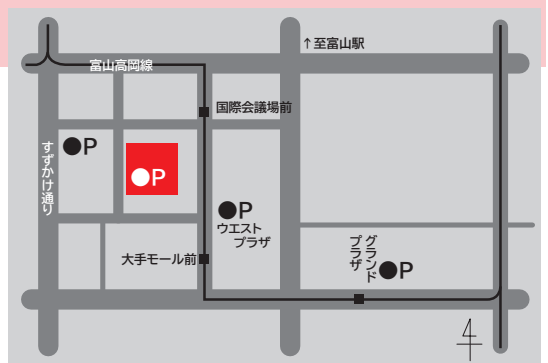 ↑至富山駅
富山高岡線
国際会議場前
すずかけ通り
P
P
P
ウエスト
プラザ
大手モール前
グランド
プラザ
P